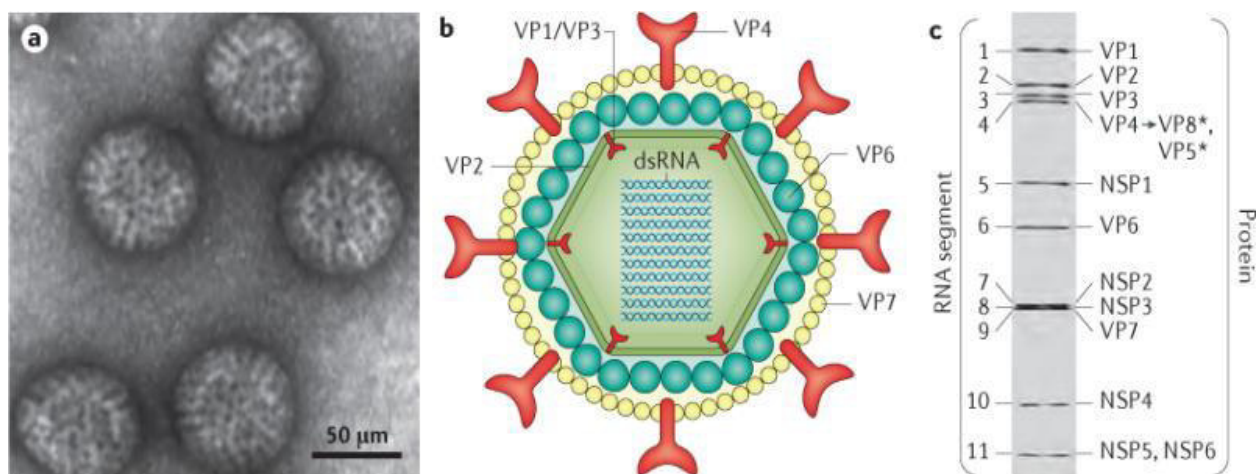 a
50 μm
b
VP1/VP3
VP4
VP2
dsRNA
VP6
VP7
c
RNA segment
Protein
1 VP1
2 VP2
3 VP3
4 VP4→VP8*,
VP5*
5 NSP1
6 VP6
7 NSP2
8 NSP3
9 VP7
10 NSP4
11 NSP5, NSP6